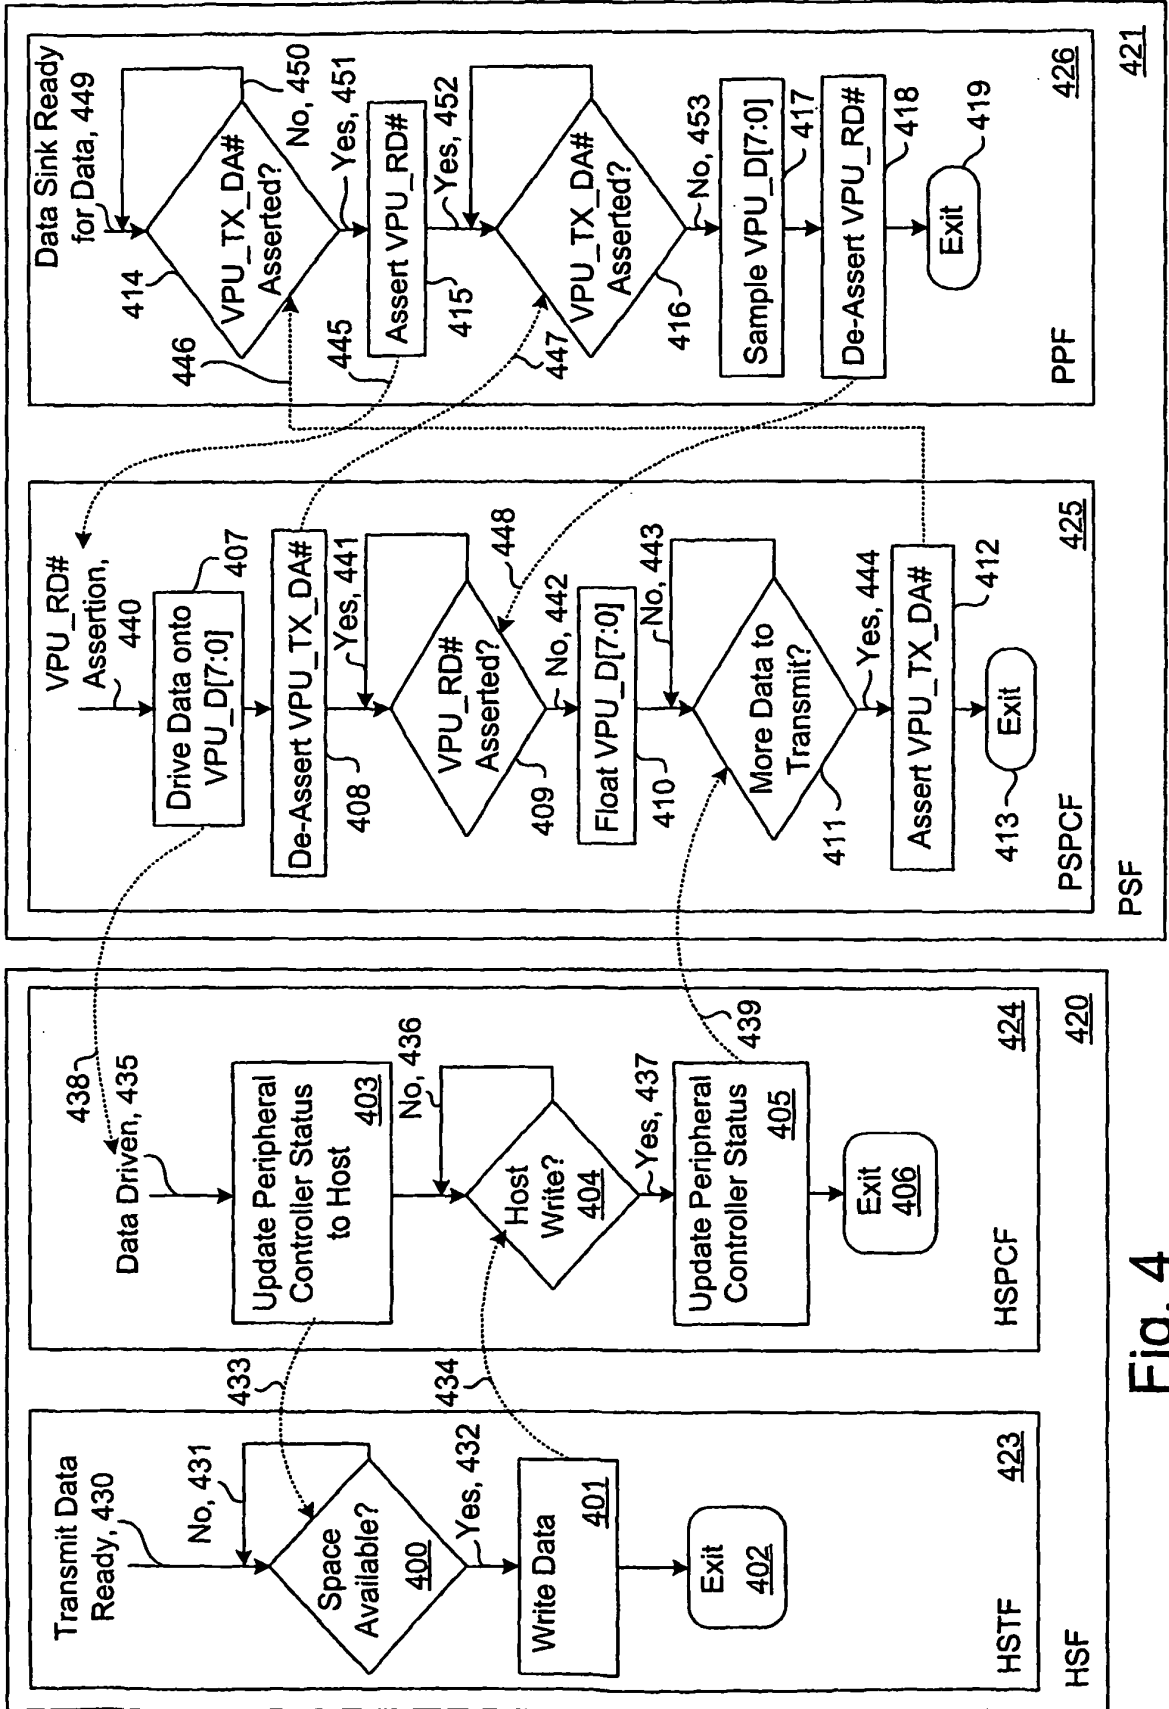 Transmit Data
Ready, 430
No, 431
Space
Available?
400
Yes, 432
Write Data
401
Exit
402
HSTF
423
433
434
438
Data Driven, 435
Update Peripheral
Controller Status
to Host
403
No, 436
Host
Write?
404
Yes, 437
Update Peripheral
Controller Status
405
439
Exit
406
HSPCF
424
HSF
420
VPU_RD#
Assertion,
440
Drive Data onto
VPU_D[7:0]
407
De-Assert VPU_TX_DA#
408
Yes, 441
VPU_RD#
Asserted?
409
448
No, 442
Float VPU_D[7:0]
410
No, 443
More Data to
Transmit?
411
Yes, 444
Assert VPU_TX_DA#
412
Exit
413
PSPCF
425
Data Sink Ready
for Data, 449
414
VPU_TX_DA#
Asserted?
No, 450
446
445
Yes, 451
Assert VPU_RD#
415
Yes, 452
447
VPU_TX_DA#
Asserted?
416
No, 453
Sample VPU_D[7:0]
417
De-Assert VPU_RD#
418
Exit
419
PPF
426
PSF
421
Fig. 4